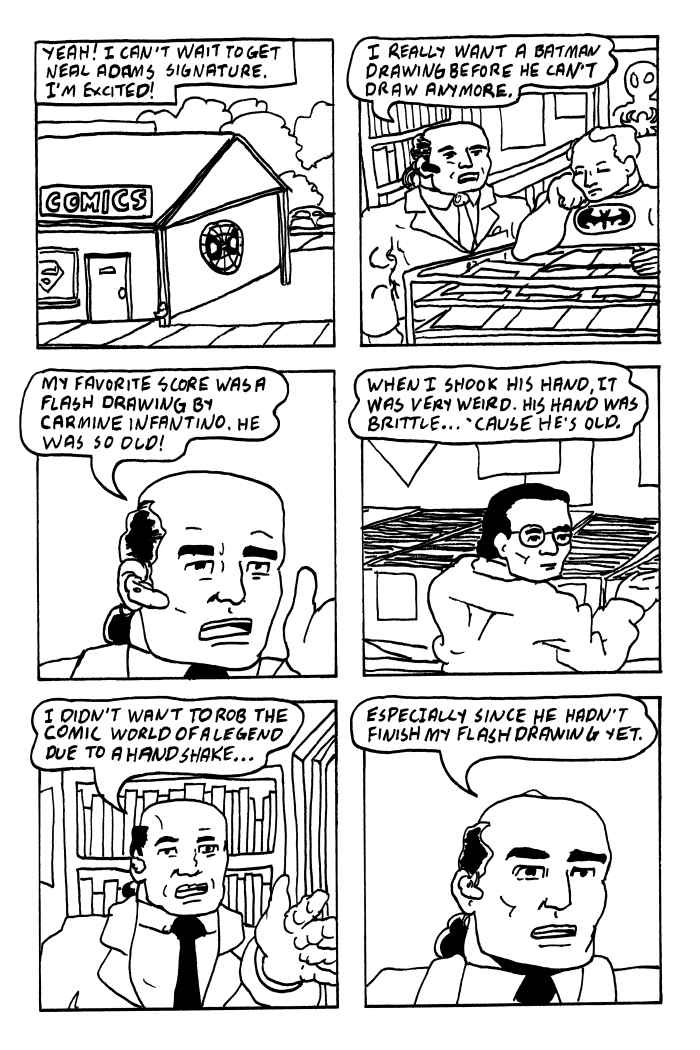 YEAH! I CAN'T WAIT TO GET
NEAL ADAMS SIGNATURE.
I'M EXCITED!
COMICS
I REALLY WANT A BATMAN
DRAWING BEFORE HE CAN'T
DRAW ANYMORE.
MY FAVORITE SCORE WAS A
FLASH DRAWING BY
CARMINE INFANTINO. HE
WAS SO OLD!
WHEN I SHOOK HIS HAND, IT
WAS VERY WEIRD. HIS HAND WAS
BRITTLE... 'CAUSE HE'S OLD.
I DIDN'T WANT TO ROB THE
COMIC WORLD OF A LEGEND
DUE TO A HANDSHAKE...
ESPECIALLY SINCE HE HADN'T
FINISH MY FLASH DRAWING YET.